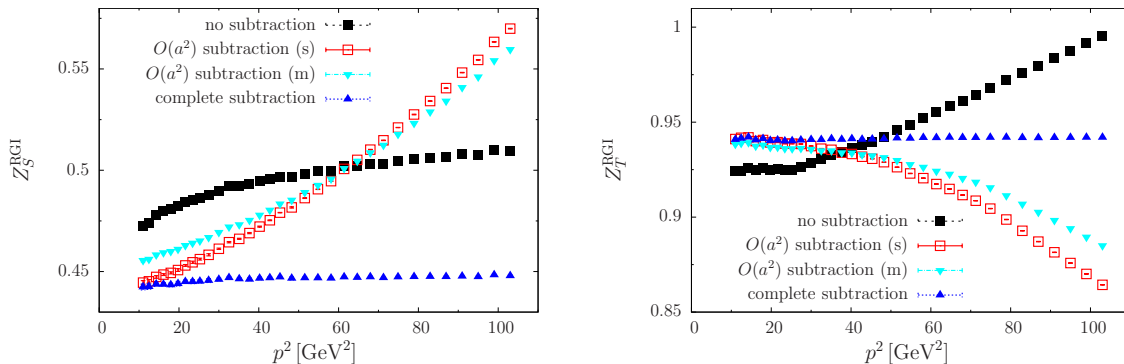 no subtraction
O(a²) subtraction (s)
O(a²) subtraction (m)
complete subtraction
0.55
0.5
0.45
Z_S^RGI
0 20 40 60 80 100
p² [GeV²]
1
0.95
0.9
0.85
Z_T^RGI
no subtraction
O(a²) subtraction (s)
O(a²) subtraction (m)
complete subtraction
0 20 40 60 80 100
p² [GeV²]